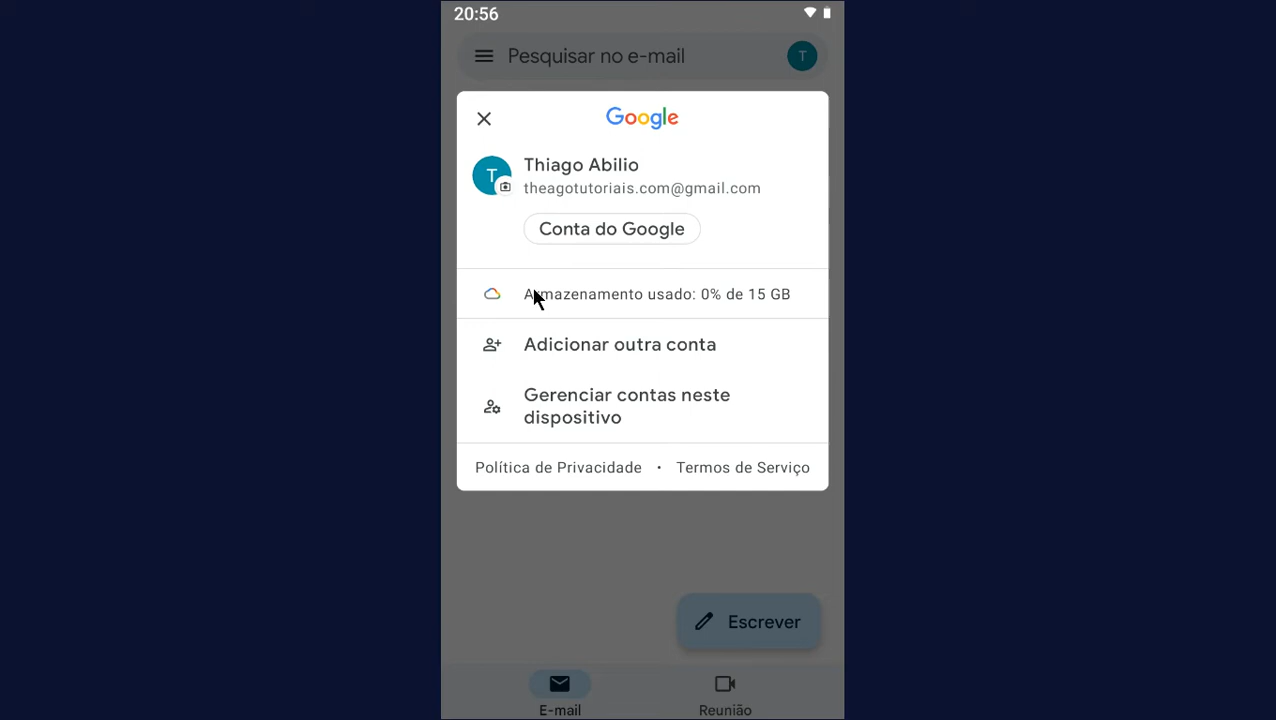 20:56
Pesquisar no e-mail
T
Google
T
Thiago Abilio
theagotutoriais.com@gmail.com
Conta do Google
Armazenamento usado: 0% de 15 GB
Adicionar outra conta
Gerenciar contas neste
dispositivo
Política de Privacidade • Termos de Serviço
Escrever
E-mail
Reunião